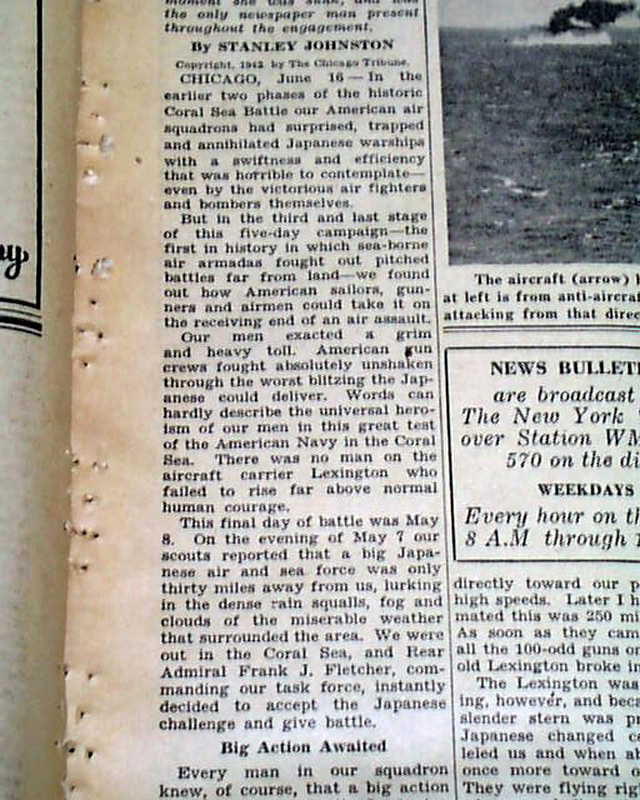 the only newspaper man present
throughout the engagement.
By STANLEY JOHNSTON
Copyright, 1942, by The Chicago Tribune.
CHICAGO, June 16—In the
earlier two phases of the historic
Coral Sea Battle our American air
squadrons had surprised, trapped
and annihilated Japanese warships
with a swiftness and efficiency
that was horrible to contemplate—
even by the victorious air fighters
and bombers themselves.
But in the third and last stage
of this five-day campaign—the
first in history in which sea-borne
air armadas fought out pitched
battles far from land—we found
out how American sailors, gun-
ners and airmen could take it on
the receiving end of an air assault.
Our men exacted a grim
and heavy toll. American gun
crews fought absolutely unshaken
through the worst blitzing the Jap-
anese could deliver. Words can
hardly describe the universal hero-
ism of our men in this great test
of the American Navy in the Coral
Sea. There was no man on the
aircraft carrier Lexington who
failed to rise far above normal
human courage.
This final day of battle was May
8. On the evening of May 7 our
scouts reported that a big Japa-
nese air and sea force was only
thirty miles away from us, lurking
in the dense rain squalls, fog and
clouds of the miserable weather
that surrounded the area. We were
out in the Coral Sea, and Rear
Admiral Frank J. Fletcher, com-
manding our task force, instantly
decided to accept the Japanese
challenge and give battle.
Big Action Awaited
Every man in our squadron
knew, of course, that a big action
The aircraft (arrow)
at left is from anti-aircra
attacking from that direc
NEWS BULLETI
are broadcast
The New York
over Station WM
570 on the di
WEEKDAYS
Every hour on th
8 A.M through
directly toward our p
high speeds. Later I h
mated this was 250 mi
As soon as they cam
all the 100-odd guns on
old Lexington broke in
The Lexington was
ing, however, and beca
slender stern was pr
Japanese changed co
leled us and when ab
once more toward o
They were flying rig